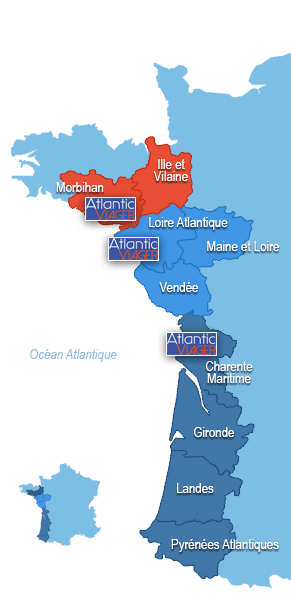 Ille et
Vilaine
Morbihan
Atlantic
VIAGER
Loire Atlantique
Atlantic
VIAGER
Maine et Loire
Vendée
Atlantic
VIAGER
Océan Atlantique
Charente
Maritime
Gironde
Landes
Pyrénées Atlantiques